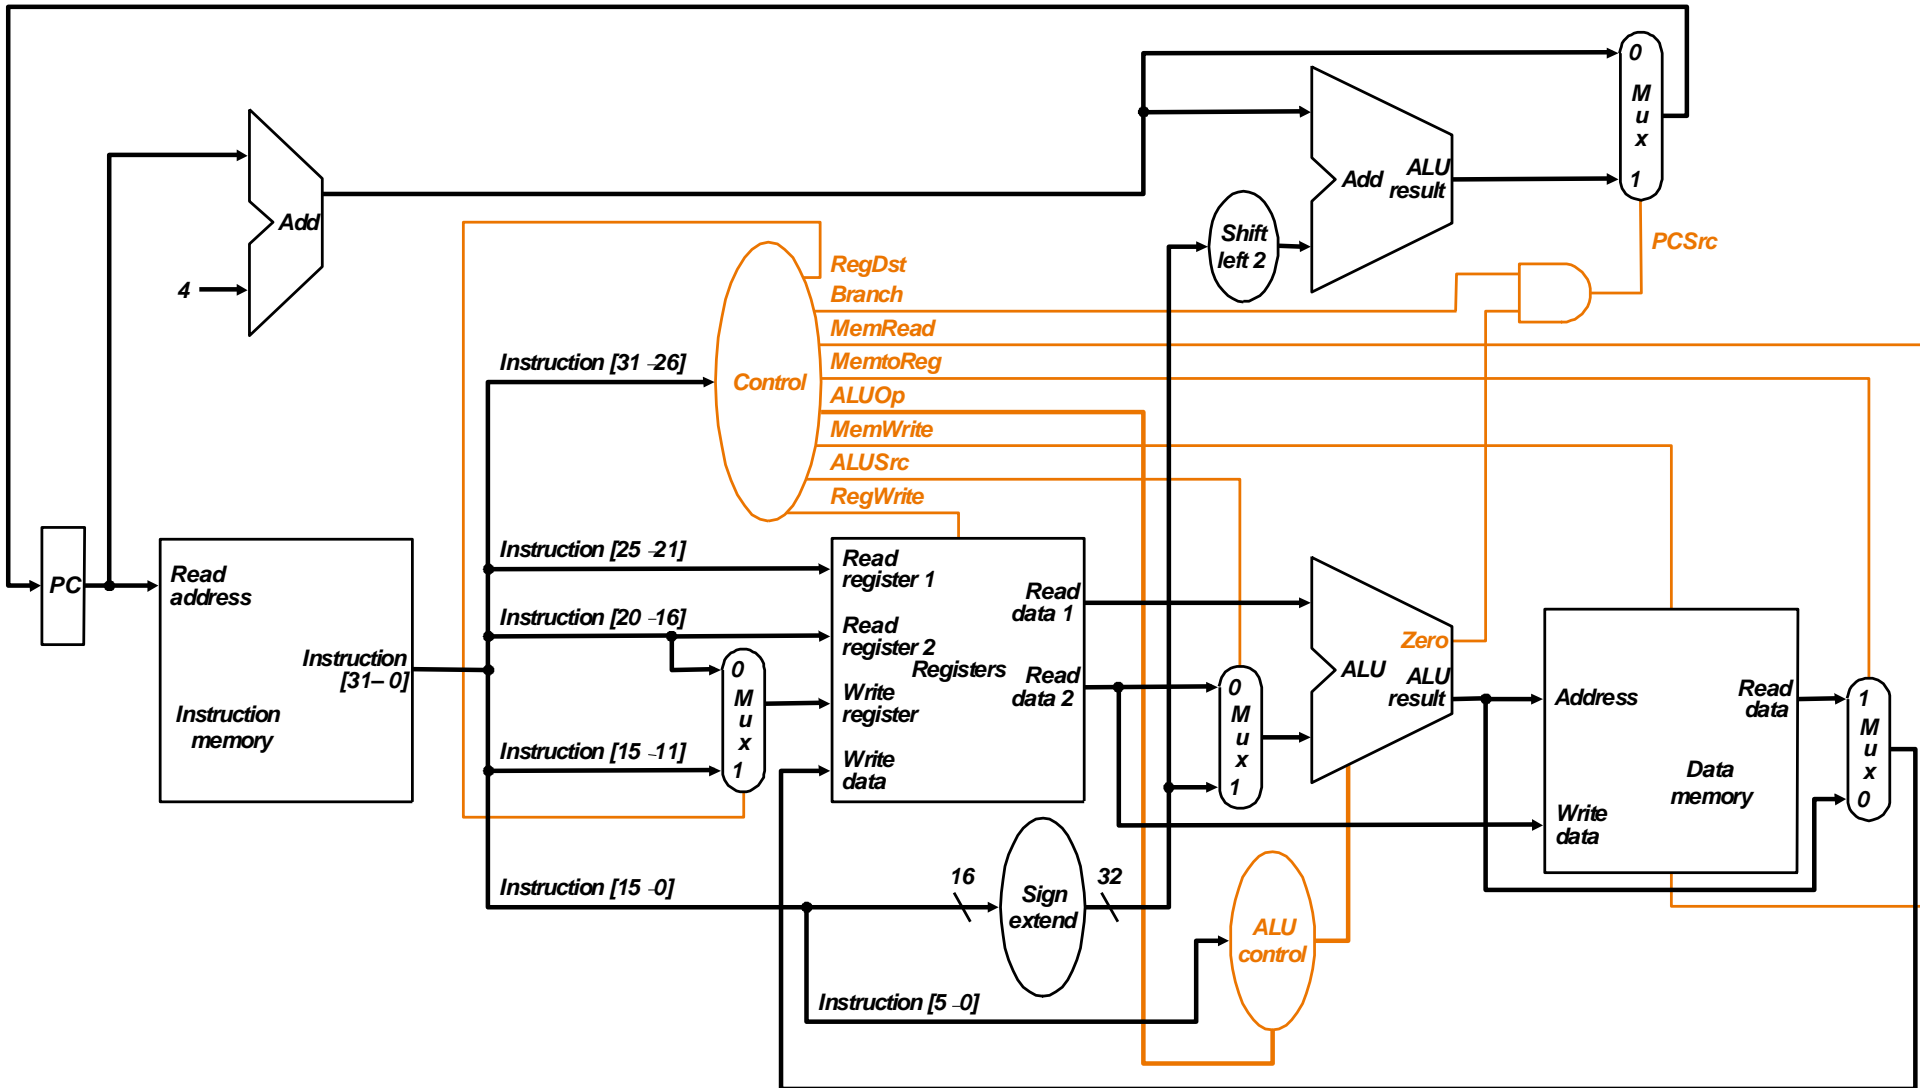 0
M
u
x
1
Add
ALU
result
Add
4
Shift
left 2
PCSrc
RegDst
Branch
MemRead
MemtoReg
ALUOp
MemWrite
ALUSrc
RegWrite
Control
Instruction [31–26]
Instruction [25–21]
Instruction [20–16]
Instruction [15–11]
Instruction [15–0]
Instruction [5–0]
PC
Read
address
Instruction
[31–0]
Instruction
memory
0
M
u
x
1
Read
register 1
Read
register 2
Registers
Write
register
Write
data
Read
data 1
Read
data 2
0
M
u
x
1
Zero
ALU
ALU
result
Address
Read
data
Data
memory
Write
data
1
M
u
x
0
16
Sign
extend
32
ALU
control